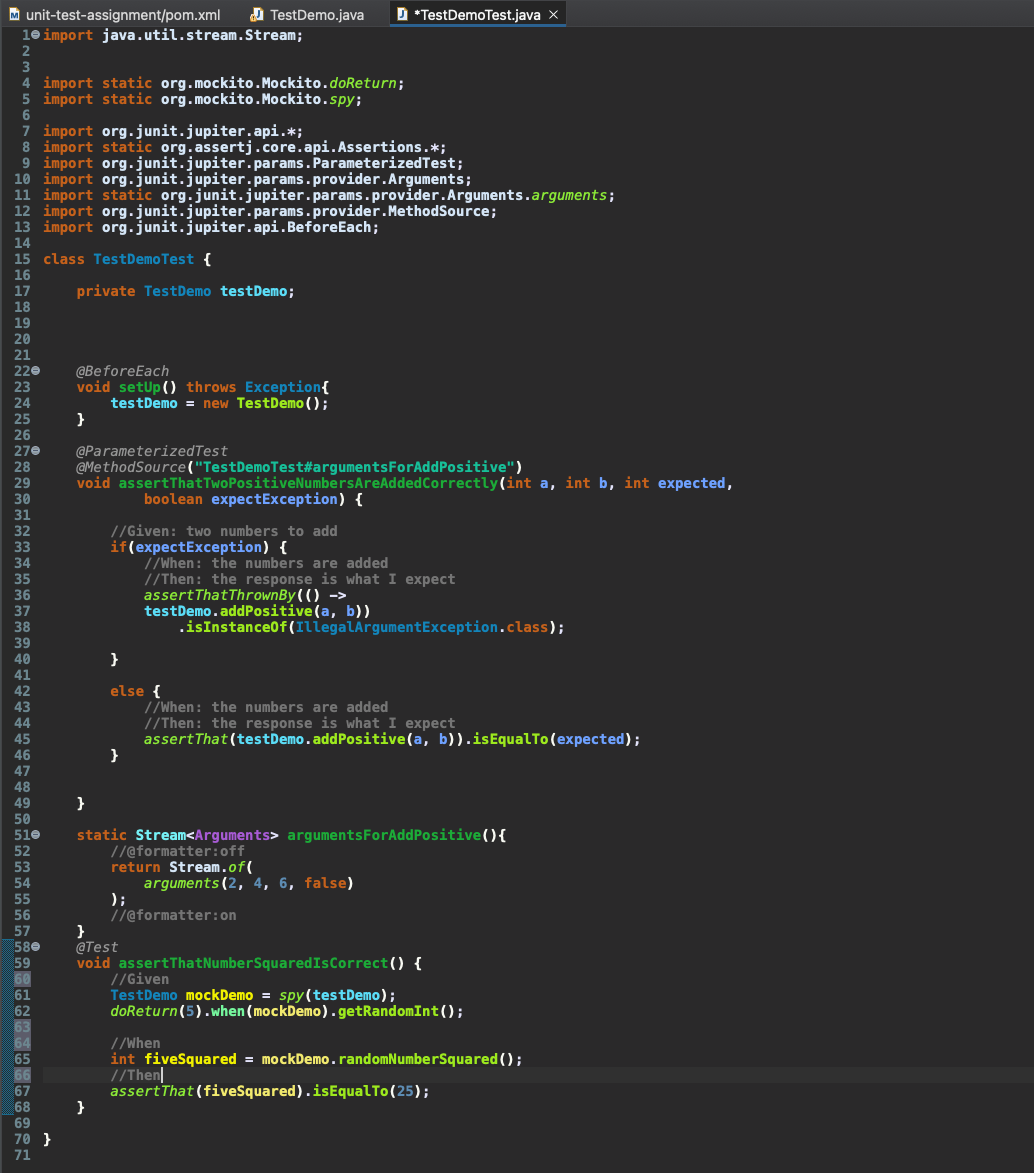 unit-test-assignment/pom.xml TestDemo.java *TestDemoTest.java
1 import java.util.stream.Stream;
2
3
4 import static org.mockito.Mockito.doReturn;
5 import static org.mockito.Mockito.spy;
6
7 import org.junit.jupiter.api.*;
8 import static org.assertj.core.api.Assertions.*;
9 import org.junit.jupiter.params.ParameterizedTest;
10 import org.junit.jupiter.params.provider.Arguments;
11 import static org.junit.jupiter.params.provider.Arguments.arguments;
12 import org.junit.jupiter.params.provider.MethodSource;
13 import org.junit.jupiter.api.BeforeEach;
14
15 class TestDemoTest {
16
17     private TestDemo testDemo;
18
19
20
21
22     @BeforeEach
23     void setUp() throws Exception{
24         testDemo = new TestDemo();
25     }
26
27     @ParameterizedTest
28     @MethodSource("TestDemoTest#argumentsForAddPositive")
29     void assertThatTwoPositiveNumbersAreAddedCorrectly(int a, int b, int expected,
30             boolean expectException) {
31
32         //Given: two numbers to add
33         if(expectException) {
34             //When: the numbers are added
35             //Then: the response is what I expect
36             assertThatThrownBy(() ->
37             testDemo.addPositive(a, b))
38                 .isInstanceOf(IllegalArgumentException.class);
39
40         }
41
42         else {
43             //When: the numbers are added
44             //Then: the response is what I expect
45             assertThat(testDemo.addPositive(a, b)).isEqualTo(expected);
46         }
47
48
49     }
50
51     static Stream<Arguments> argumentsForAddPositive(){
52         //@formatter:off
53         return Stream.of(
54             arguments(2, 4, 6, false)
55         );
56         //@formatter:on
57     }
58     @Test
59     void assertThatNumberSquaredIsCorrect() {
60         //Given
61         TestDemo mockDemo = spy(testDemo);
62         doReturn(5).when(mockDemo).getRandomInt();
63
64         //When
65         int fiveSquared = mockDemo.randomNumberSquared();
66         //Then
67         assertThat(fiveSquared).isEqualTo(25);
68     }
69
70 }
71